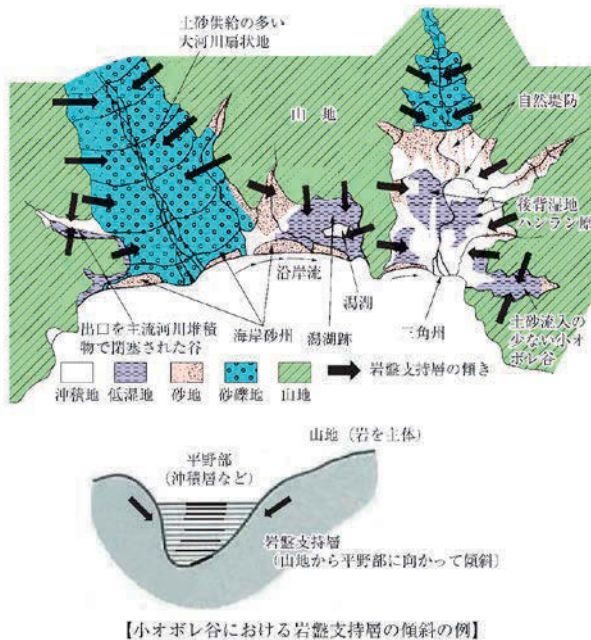 土砂供給の多い
大河川扇状地
山地
自然堤防
後背湿地
ハンラン原
沿岸流
潟湖
出口を主流河川堆積
物で閉塞された谷
海岸砂州
潟湖跡
三角州
土砂流入の
少ない小オ
ボレ谷
沖積地
低湿地
砂地
砂礫地
山地
岩盤支持層の傾き
山地(岩を主体)
平野部
(沖積層など)
岩盤支持層
(山地から平野部に向かって傾斜)
【小オボレ谷における岩盤支持層の傾斜の例】